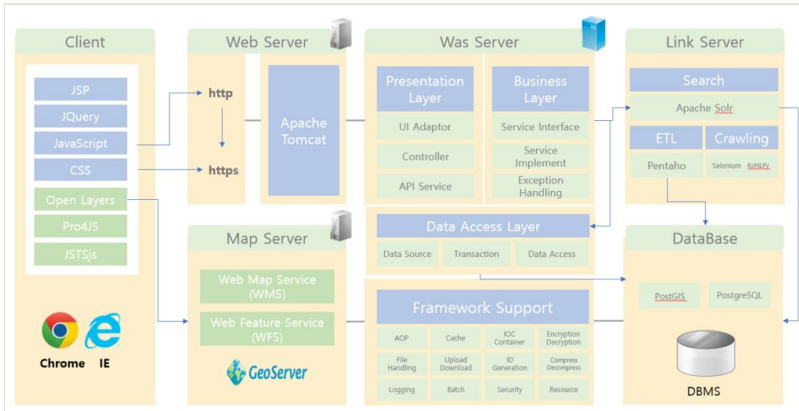 Client
JSP
JQuery
JavaScript
CSS
Open Layers
Pro4JS
JSTSjs
Chrome IE
Web Server
http
https
Apache
Tomcat
Map Server
Web Map Service
(WMS)
Web Feature Service
(WFS)
GeoServer
Was Server
Presentation
Layer
UI Adaptor
Controller
API Service
Business
Layer
Service Interface
Service
Implement
Exception
Handling
Data Access Layer
Data Source
Transaction
Data Access
Framework Support
AOP
Cache
IOC
Container
Encryption
Decryption
File
Handling
Upload
Download
ID
Generation
Compress
Decompress
Logging
Batch
Security
Resource
Link Server
Search
Apache Solr
ETL
Pentaho
Crawling
Selenium KoNLPy
DataBase
PostGIS
PostgreSQL
DBMS